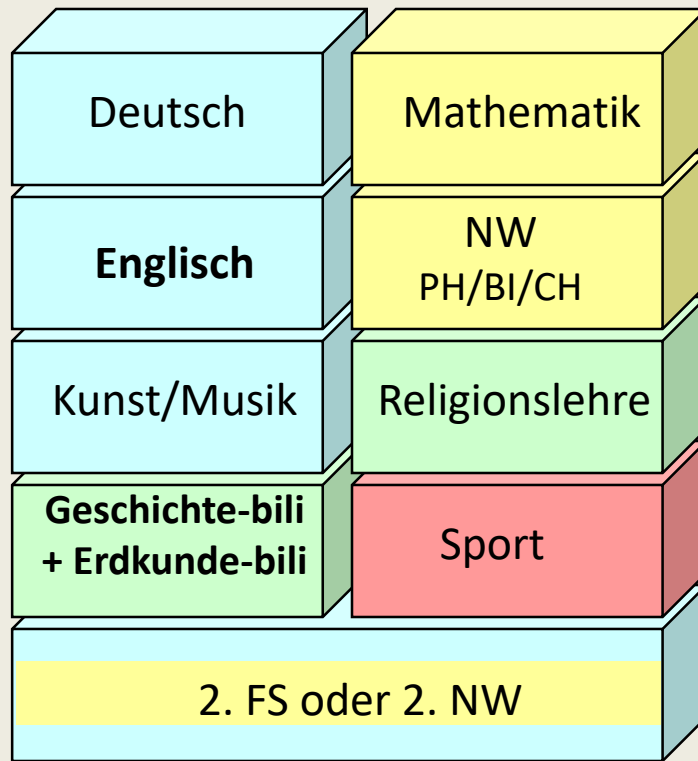 Deutsch
Mathematik
Englisch
NW
PH/BI/CH
Kunst/Musik
Religionslehre
Geschichte-bili
+ Erdkunde-bili
Sport
2. FS oder 2. NW